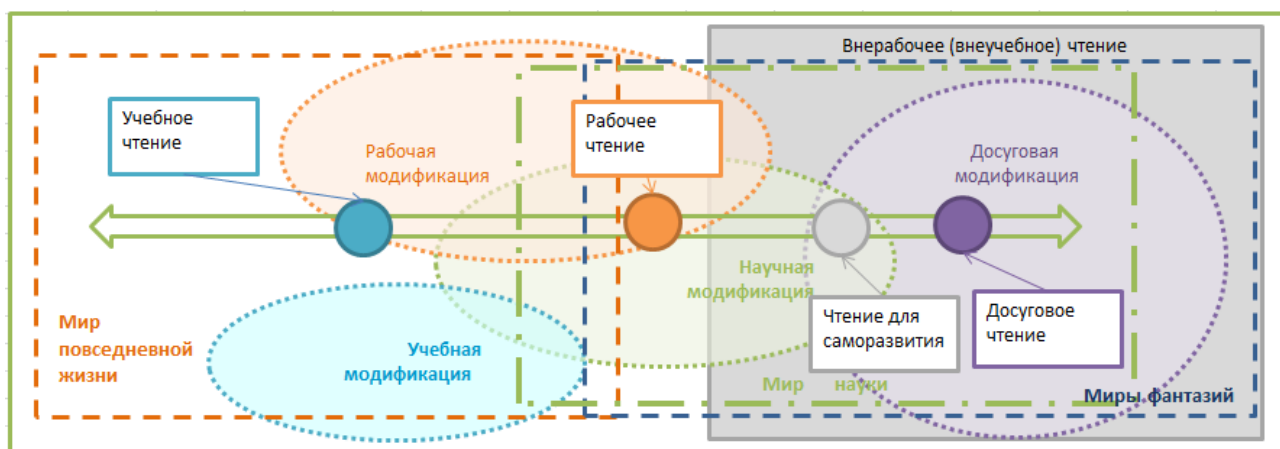 Внерабочее (внеучебное) чтение
Учебное
чтение
Рабочая
модификация
Рабочее
чтение
Досуговая
модификация
Научная
модификация
Мир
повседневной
жизни
Учебная
модификация
Чтение для
саморазвития
Досуговое
чтение
Мир науки
Миры фантазий